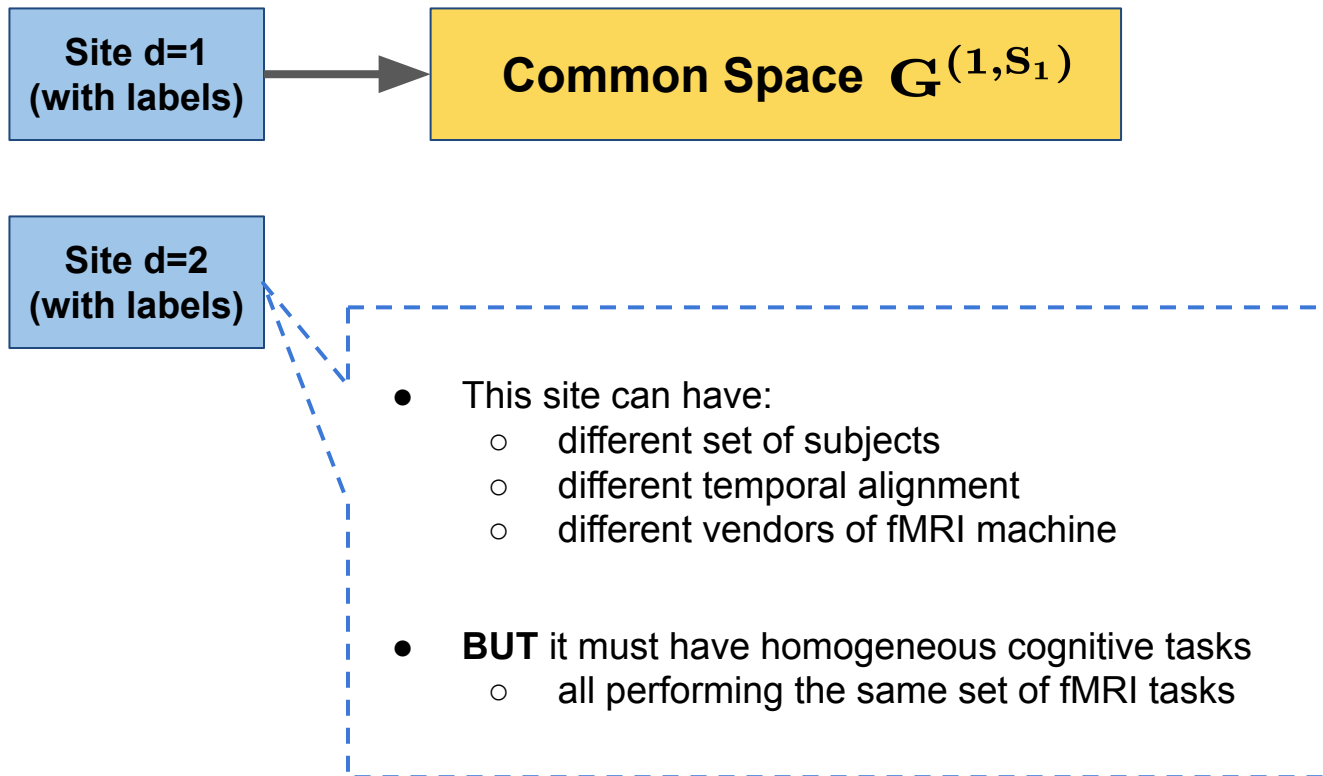 Site d=1
(with labels)
Common Space G^(1,S₁)
Site d=2
(with labels)
● This site can have:
○ different set of subjects
○ different temporal alignment
○ different vendors of fMRI machine
● BUT it must have homogeneous cognitive tasks
○ all performing the same set of fMRI tasks